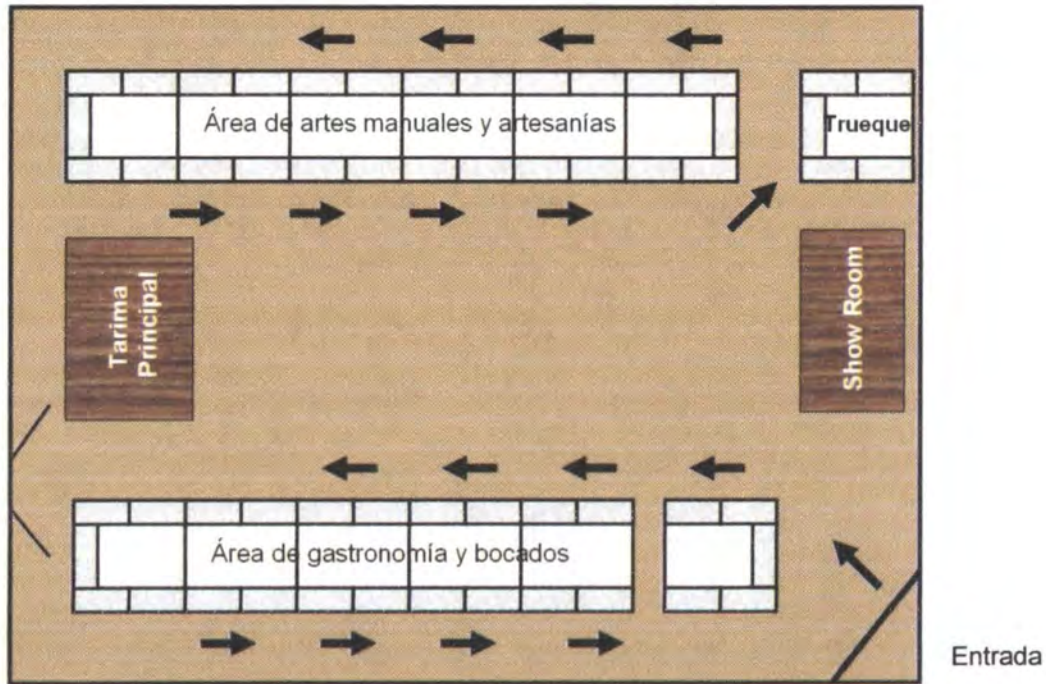 Área de artes manuales y artesanías
Trueque
Tarima
Principal
Show Room
Área de gastronomía y bocados
Entrada